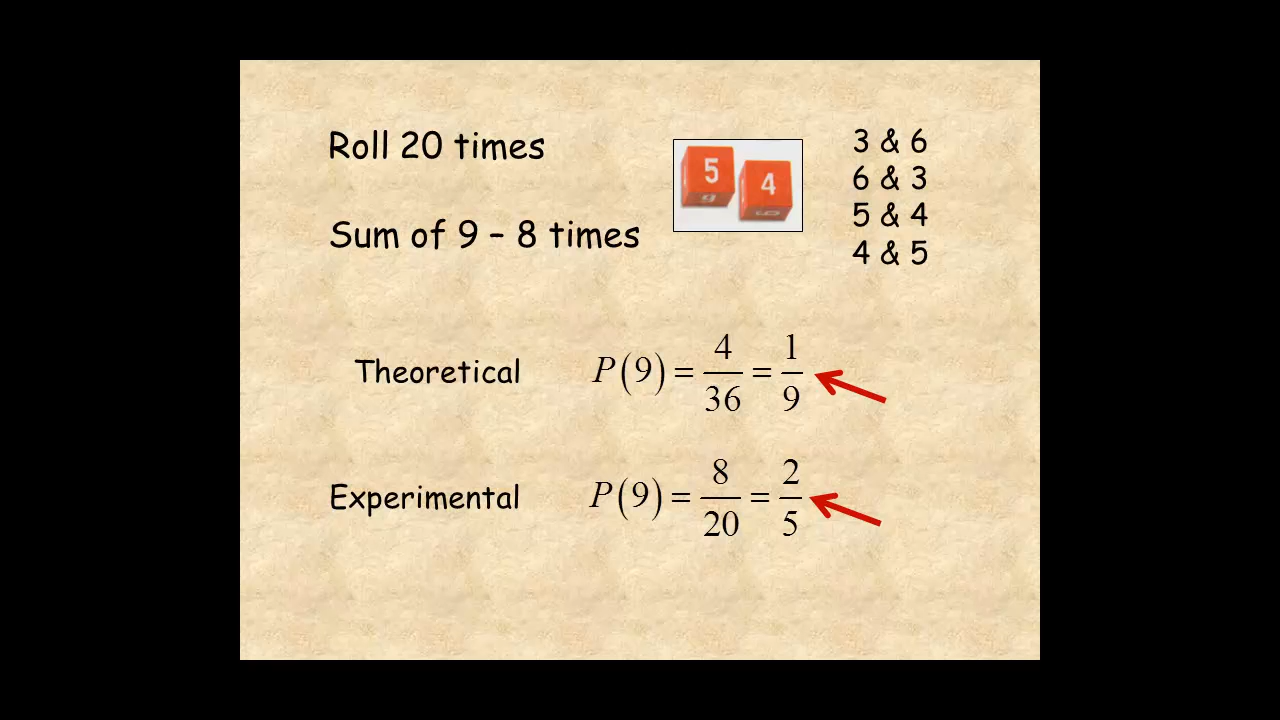 Roll 20 times
Sum of 9 – 8 times
5 4
3 & 6
6 & 3
5 & 4
4 & 5
Theoretical P(9) = 4/36 = 1/9
Experimental P(9) = 8/20 = 2/5